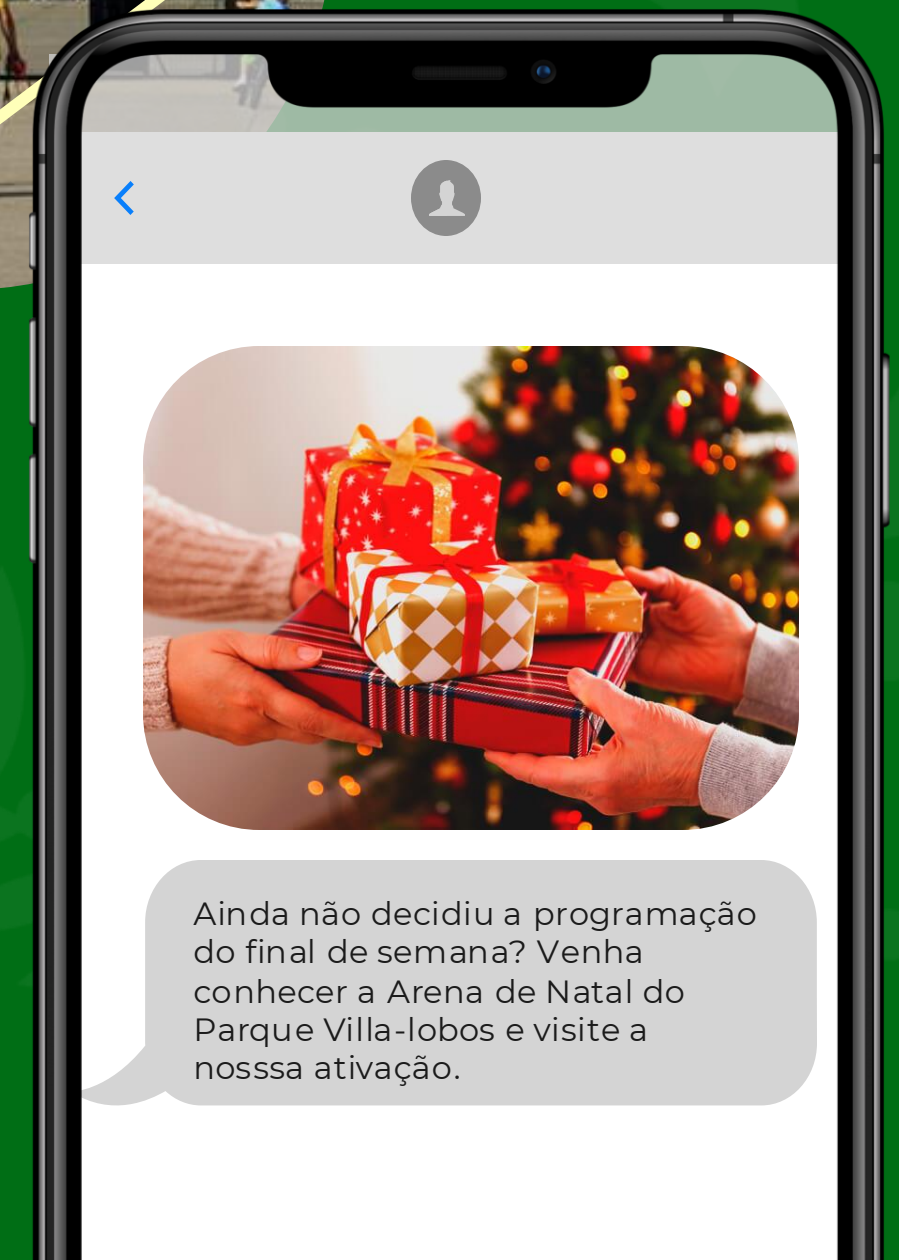 Ainda não decidiu a programação
do final de semana? Venha
conhecer a Arena de Natal do
Parque Villa-lobos e visite a
nosssa ativação.